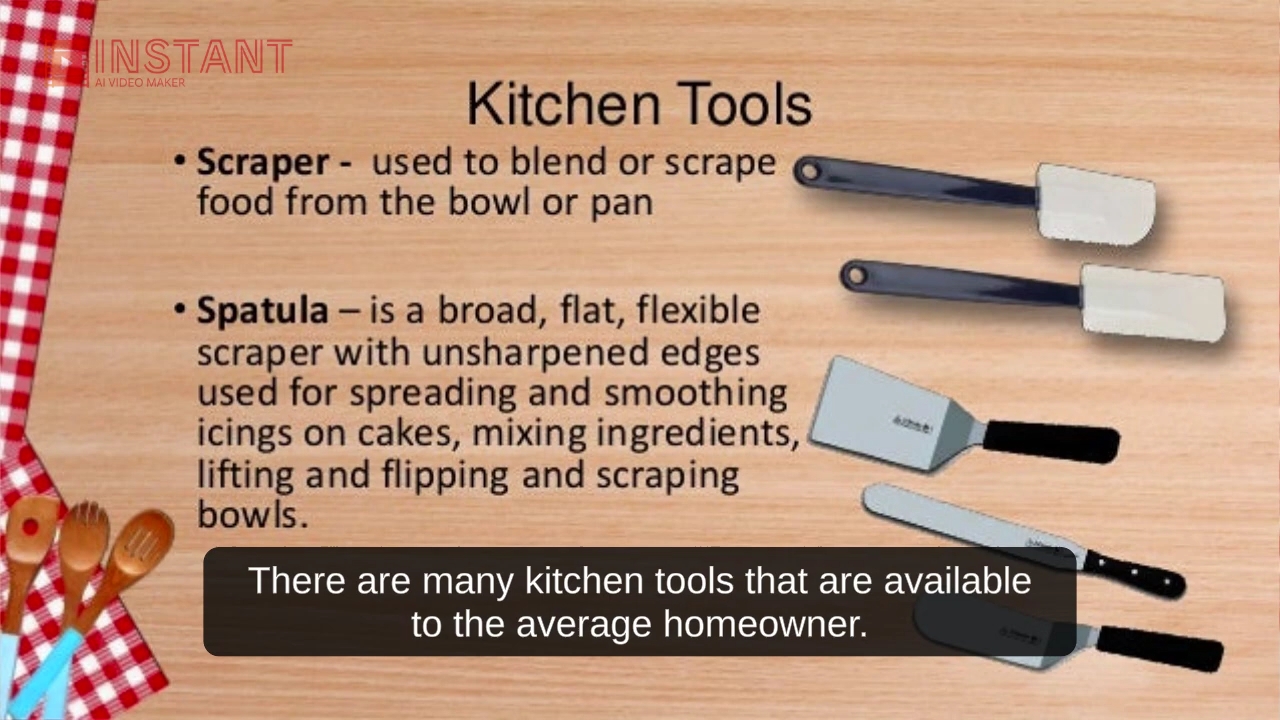 INSTANT
AI VIDEO MAKER
Kitchen Tools
• Scraper - used to blend or scrape
food from the bowl or pan
• Spatula – is a broad, flat, flexible
scraper with unsharpened edges
used for spreading and smoothing
icings on cakes, mixing ingredients,
lifting and flipping and scraping
bowls.
There are many kitchen tools that are available
to the average homeowner.